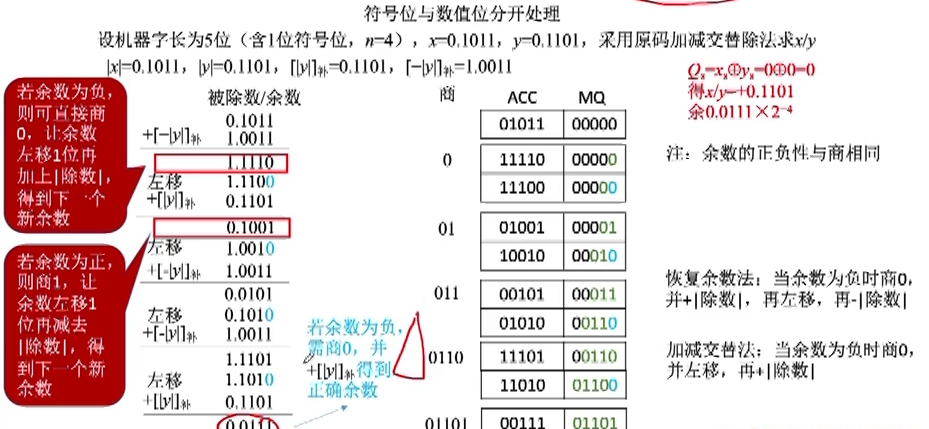 符号位与数值位分开处理
设机器字长为5位（含1位符号位，n=4），x=0.1011，y=0.1101，采用原码加减交替除法求x/y
|x|=0.1011，|y|=0.1101，[|y|]补=0.1101，[-|y|]补=1.0011
Qs=xs⊕ys=0⊕0=0
得x/y=+0.1101
余0.0111×2⁻⁴
若余数为负，
则可直接商
0，让余数
左移1位再
加上|除数|，
得到下一个
新余数
若余数为正，
则商1，让
余数左移1
位再减去
|除数|，得
到下一个新
余数
被除数/余数 商 ACC MQ
0.1011 01011 00000
+[-|y|]补 1.0011
1.1110 0 11110 00000
左移 1.1100 11100 00000
+[|y|]补 0.1101
0.1001 01 01001 00001
左移 1.0010 10010 00010
+[-|y|]补 1.0011
0.0101 011 00101 00011
左移 0.1010 01010 00110
+[-|y|]补 1.0011
1.1101 0110 11101 00110
左移 1.1010 11010 01100
+[|y|]补 0.1101
0.0111 01101 00111 01101
若余数为负，
需商0，并
+[|y|]补得到
正确余数
注：余数的正负性与商相同
恢复余数法：当余数为负时商0，
并+|除数|，再左移，再-|除数|
加减交替法：当余数为负时商0，
并左移，再+|除数|